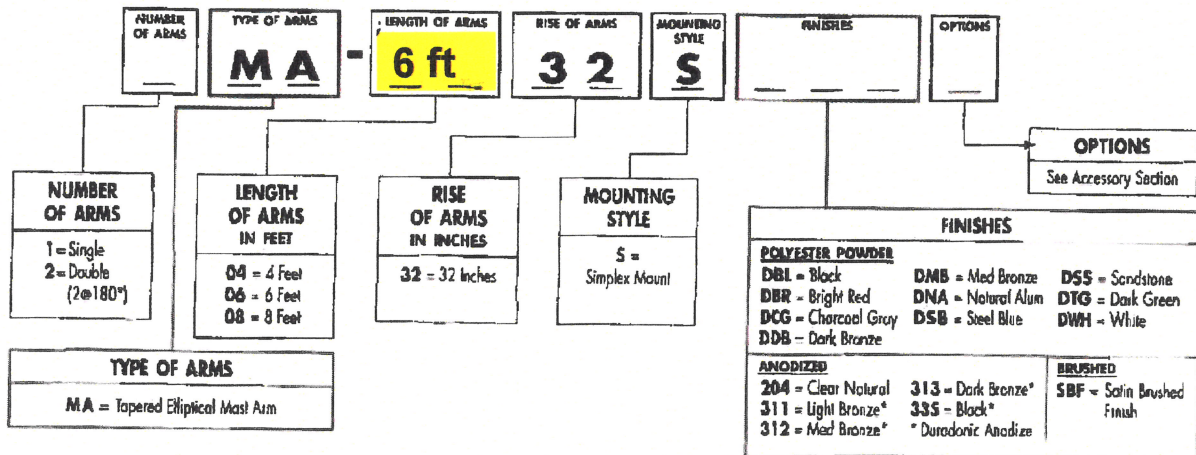 NUMBER OF ARMS
TYPE OF ARMS
LENGTH OF ARMS
RISE OF ARMS
MOUNTING STYLE
FINISHES
OPTIONS
M A - 6 ft 3 2 S
OPTIONS
See Accessory Section
NUMBER
OF ARMS
1 = Single
2 = Double
(2@180°)
LENGTH
OF ARMS
IN FEET
04 = 4 Feet
06 = 6 Feet
08 = 8 Feet
RISE
OF ARMS
IN INCHES
32 = 32 Inches
MOUNTING
STYLE
S =
Simplex Mount
TYPE OF ARMS
MA = Tapered Elliptical Mast Arm
FINISHES
POLYESTER POWDER
DBL = Black
DBR = Bright Red
DCG = Charcoal Gray
DDB = Dark Bronze
DMB = Med Bronze
DNA = Natural Alum
DSB = Steel Blue
DSS = Sandstone
DTG = Dark Green
DWH = White
ANODIZED
204 = Clear Natural
311 = Light Bronze*
312 = Med Bronze*
313 = Dark Bronze*
335 = Black*
* Duradonic Anodize
BRUSHED
SBF = Satin Brushed
Finish